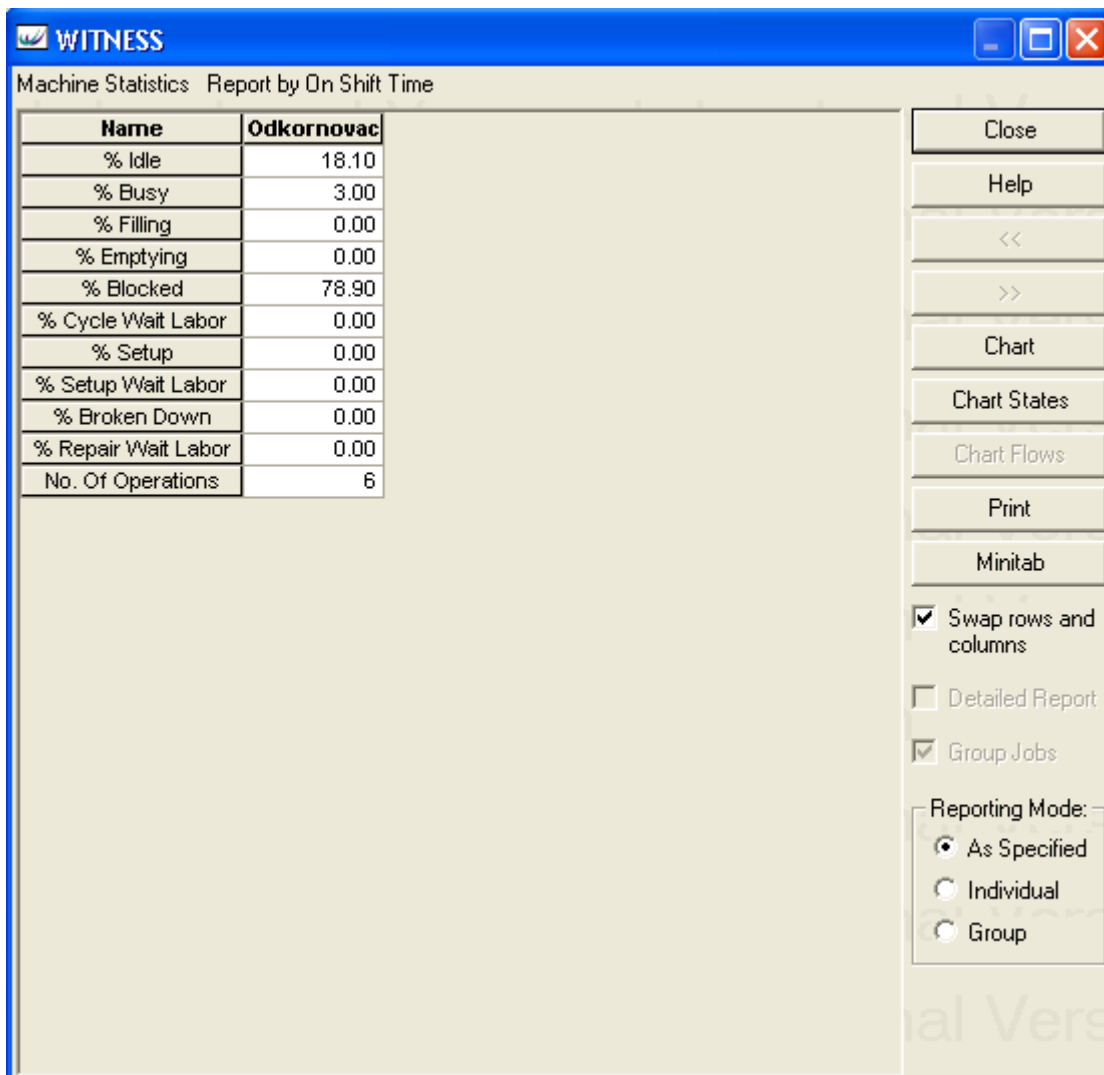 WITNESS
Machine Statistics Report by On Shift Time
Name Odkornovac
% Idle 18.10
% Busy 3.00
% Filling 0.00
% Emptying 0.00
% Blocked 78.90
% Cycle Wait Labor 0.00
% Setup 0.00
% Setup Wait Labor 0.00
% Broken Down 0.00
% Repair Wait Labor 0.00
No. Of Operations 6
Close
Help
<<
>>
Chart
Chart States
Chart Flows
Print
Minitab
Swap rows and
columns
Detailed Report
Group Jobs
Reporting Mode:
As Specified
Individual
Group
nal Vers